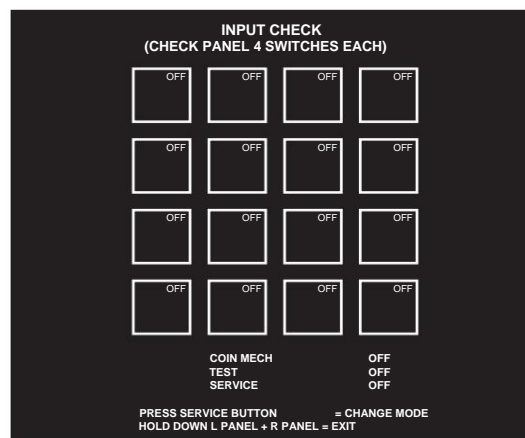 INPUT CHECK
(CHECK PANEL 4 SWITCHES EACH)
OFF OFF OFF OFF
OFF OFF OFF OFF
OFF OFF OFF OFF
OFF OFF OFF OFF
COIN MECH OFF
TEST OFF
SERVICE OFF
PRESS SERVICE BUTTON = CHANGE MODE
HOLD DOWN L PANEL + R PANEL = EXIT